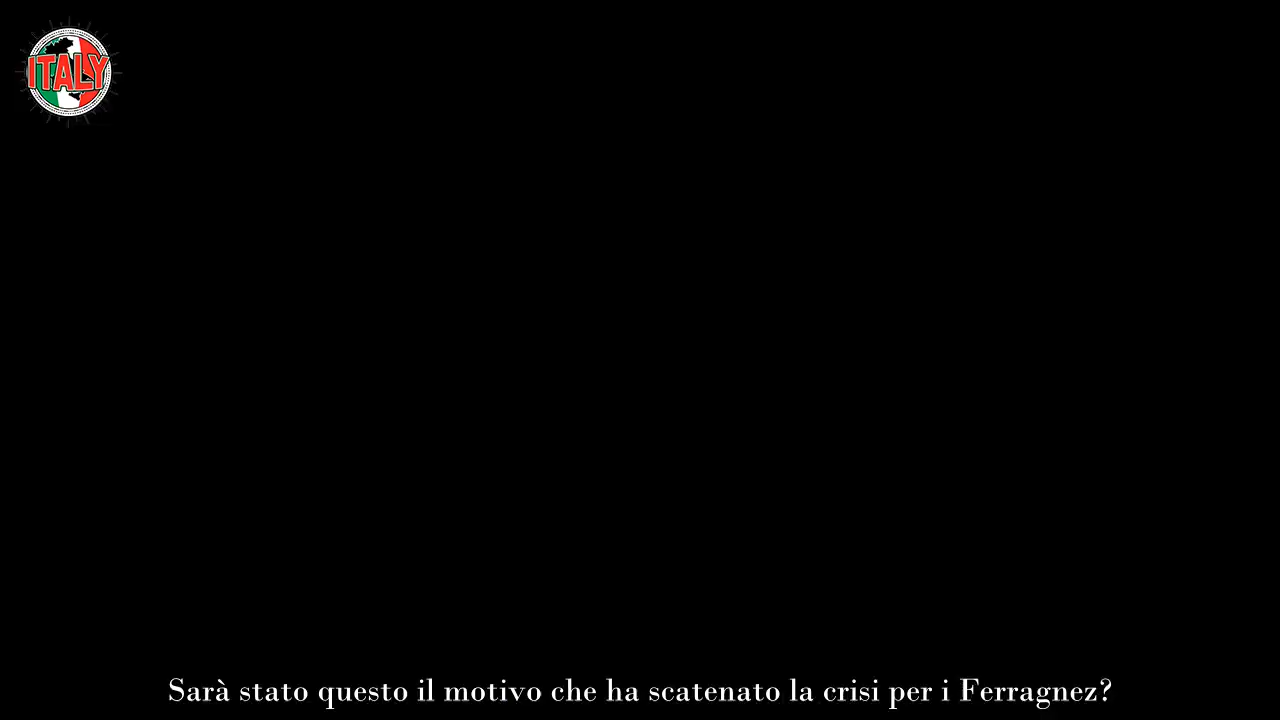 ITALY
Sarà stato questo il motivo che ha scatenato la crisi per i Ferragnez?